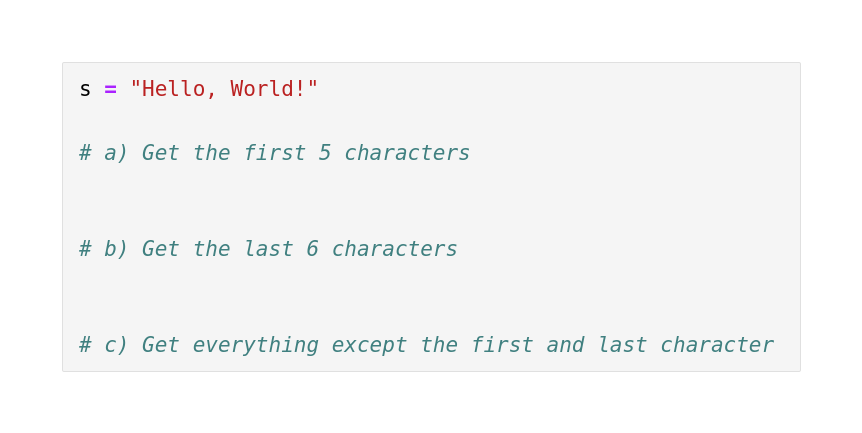 s = "Hello, World!"
# a) Get the first 5 characters
# b) Get the last 6 characters
# c) Get everything except the first and last character